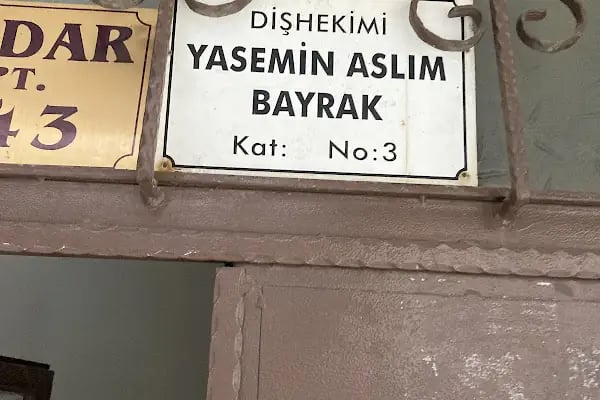 DAR
PT.
43
DİŞHEKİMİ
YASEMİN ASLIM
BAYRAK
Kat: No:3